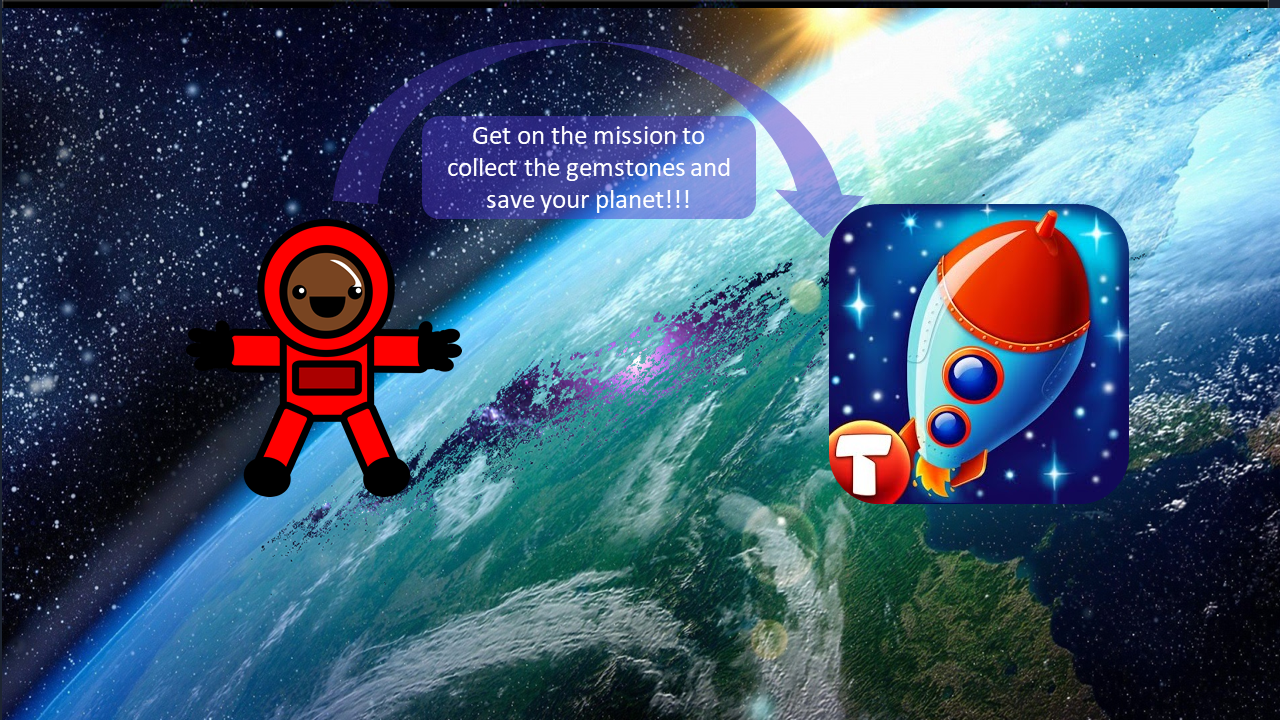 Get on the mission to
collect the gemstones and
save your planet!!!
T